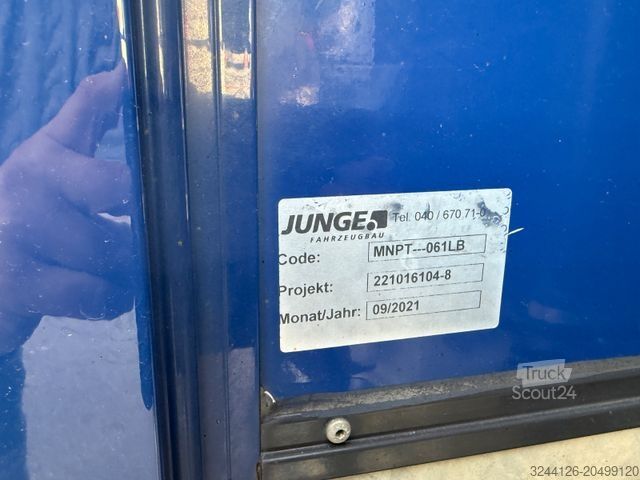 JUNGE Tel. 040 / 670 71-0
FAHRZEUGBAU
Code: MNPT---061LB
Projekt: 221016104-8
Monat/Jahr: 09/2021
Truck
Scout24
3244126-20499120